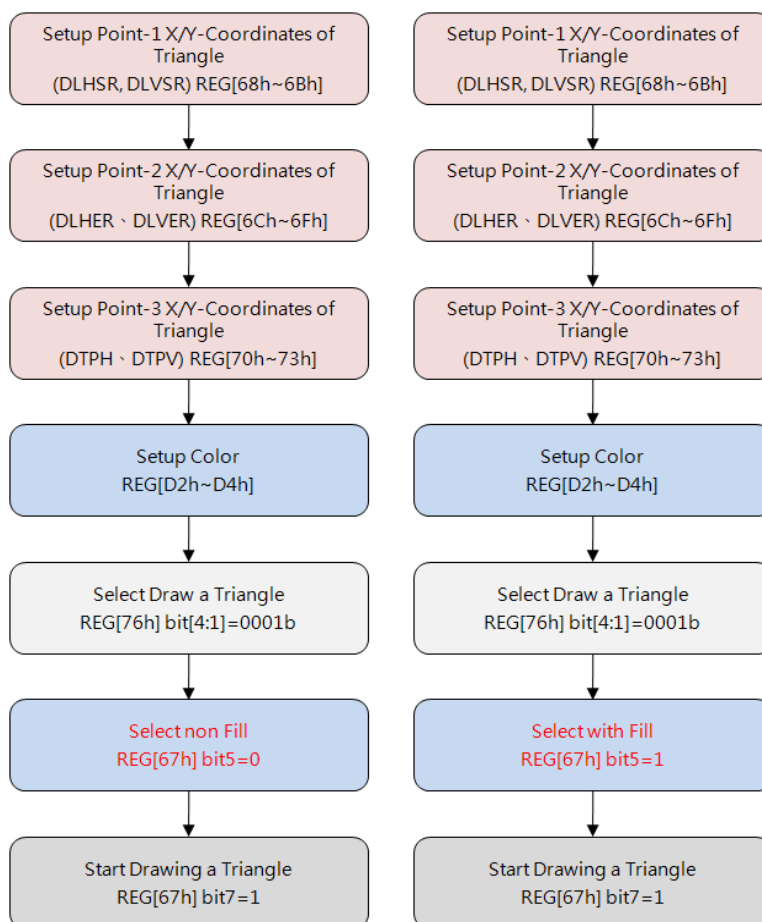 Setup Point-1 X/Y-Coordinates of
Triangle
(DLHSR, DLVSR) REG[68h~6Bh]
Setup Point-2 X/Y-Coordinates of
Triangle
(DLHER、DLVER) REG[6Ch~6Fh]
Setup Point-3 X/Y-Coordinates of
Triangle
(DTPH、DTPV) REG[70h~73h]
Setup Color
REG[D2h~D4h]
Select Draw a Triangle
REG[76h] bit[4:1]=0001b
Select non Fill
REG[67h] bit5=0
Start Drawing a Triangle
REG[67h] bit7=1
Setup Point-1 X/Y-Coordinates of
Triangle
(DLHSR, DLVSR) REG[68h~6Bh]
Setup Point-2 X/Y-Coordinates of
Triangle
(DLHER、DLVER) REG[6Ch~6Fh]
Setup Point-3 X/Y-Coordinates of
Triangle
(DTPH、DTPV) REG[70h~73h]
Setup Color
REG[D2h~D4h]
Select Draw a Triangle
REG[76h] bit[4:1]=0001b
Select with Fill
REG[67h] bit5=1
Start Drawing a Triangle
REG[67h] bit7=1